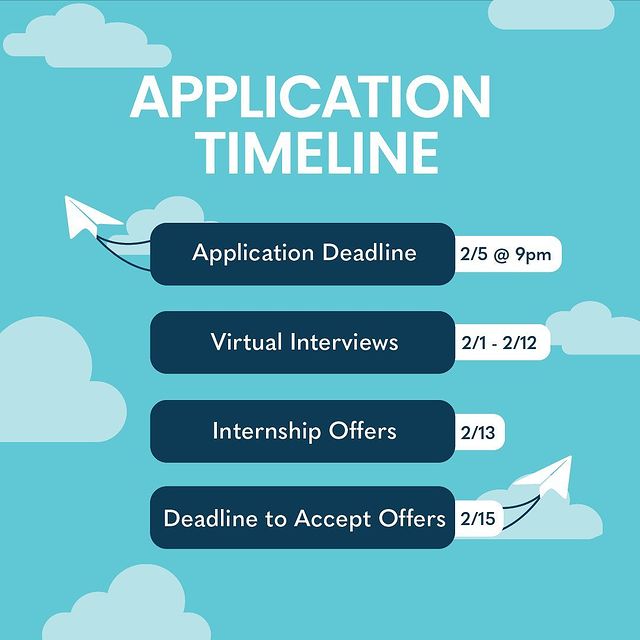 APPLICATION
TIMELINE
Application Deadline 2/5 @ 9pm
Virtual Interviews 2/1 - 2/12
Internship Offers 2/13
Deadline to Accept Offers 2/15